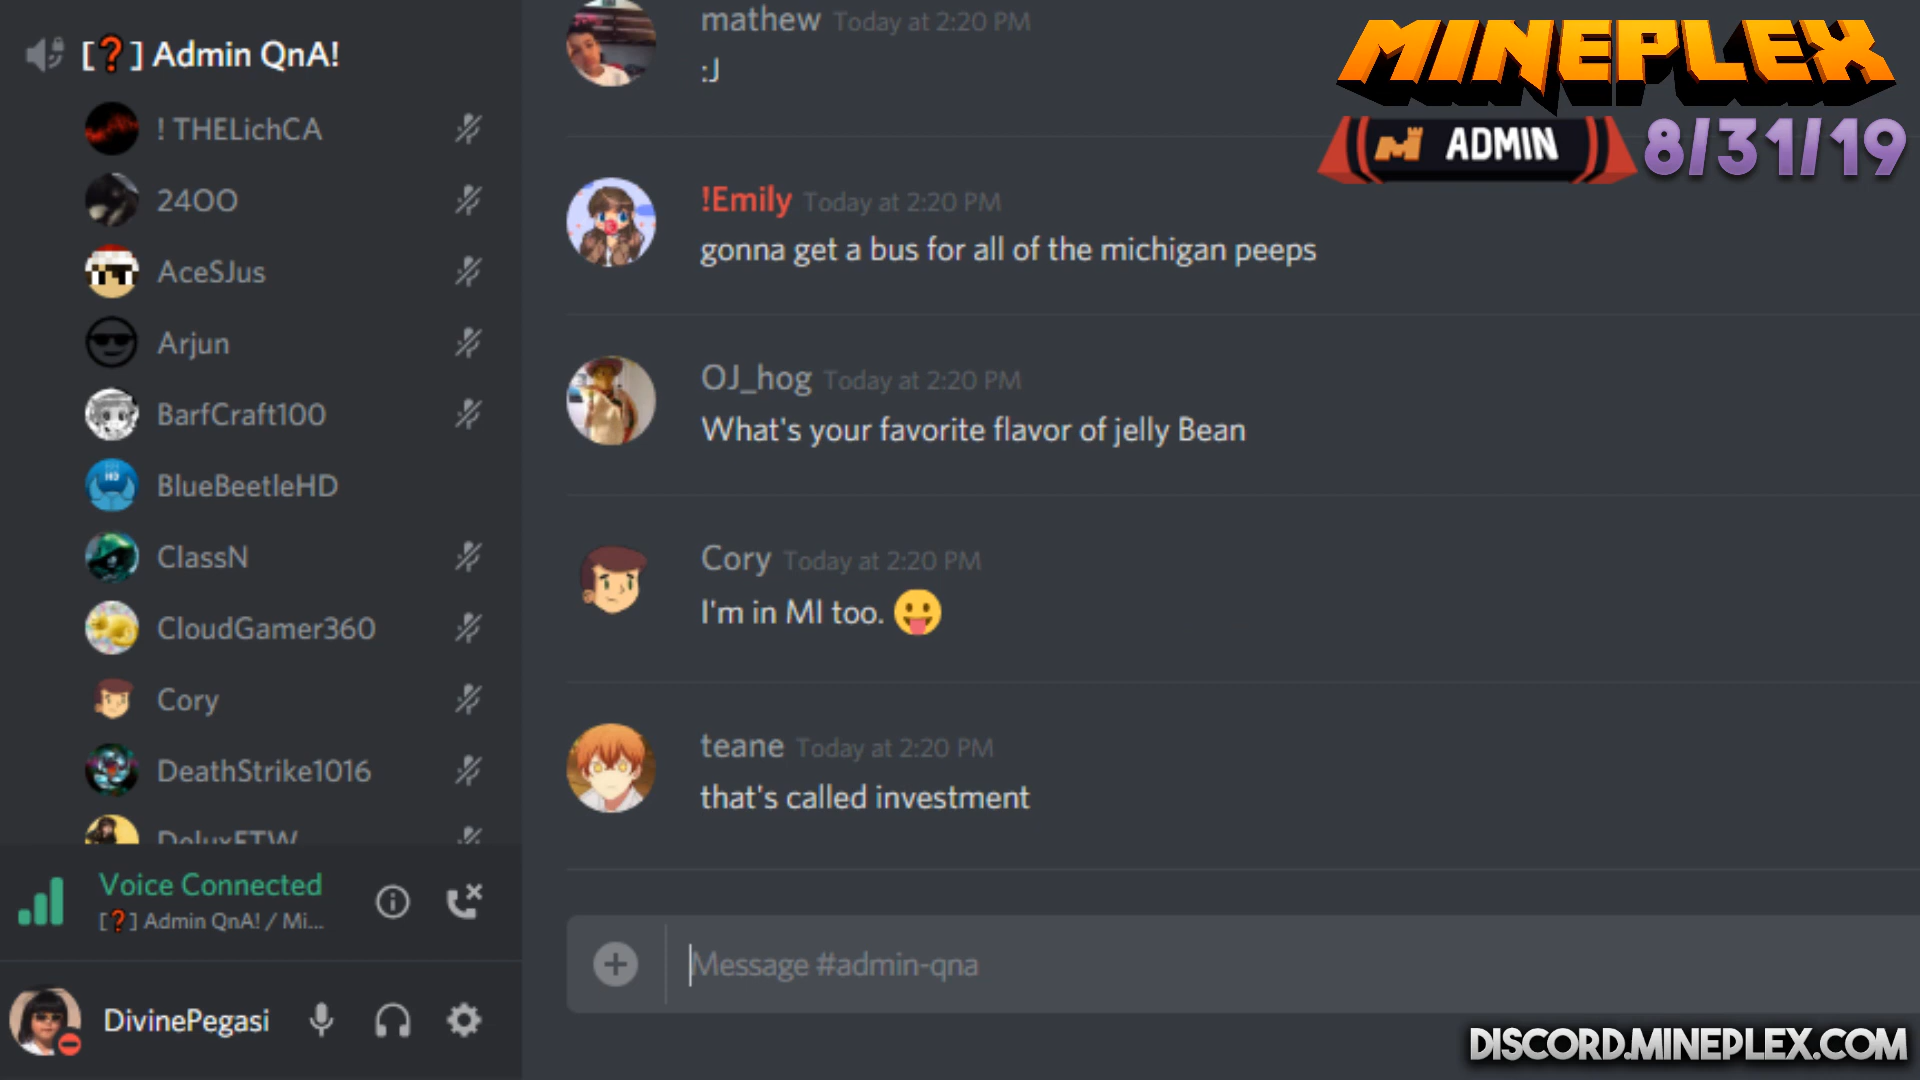 [❓] Admin QnA!
! THELichCA
24OO
AceSJus
Arjun
BarfCraft100
BlueBeetleHD
ClassN
CloudGamer360
Cory
DeathStrike1016
DeluxFTW
Voice Connected
[❓] Admin QnA! / Mi...
DivinePegasi
mathew Today at 2:20 PM
:J
!Emily Today at 2:20 PM
gonna get a bus for all of the michigan peeps
OJ_hog Today at 2:20 PM
What's your favorite flavor of jelly Bean
Cory Today at 2:20 PM
I'm in MI too. 😛
teane Today at 2:20 PM
that's called investment
Message #admin-qna
MINEPLEX
ADMIN 8/31/19
DISCORD.MINEPLEX.COM